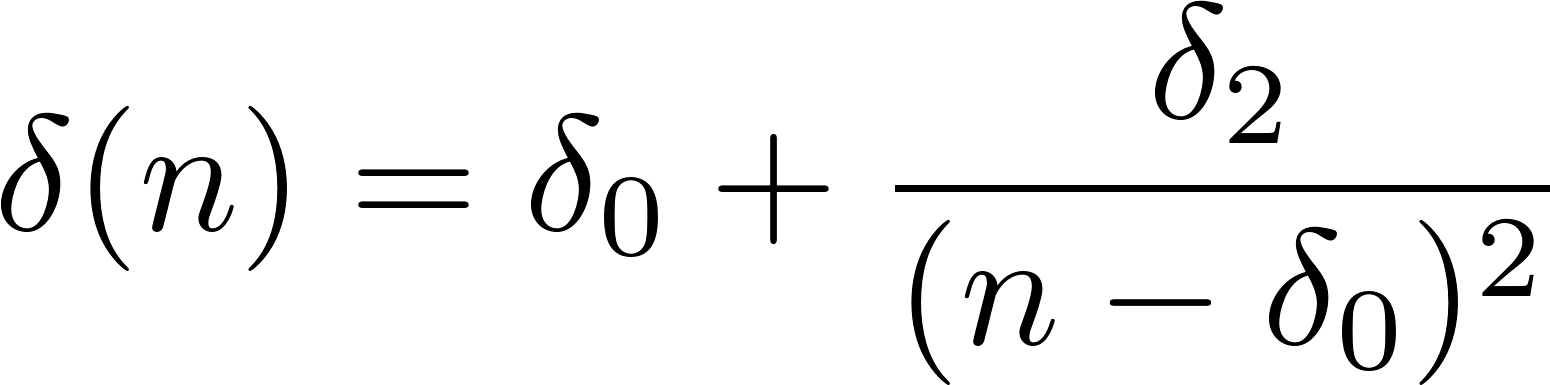 δ(n) = δ₀ + δ₂ / (n − δ₀)²